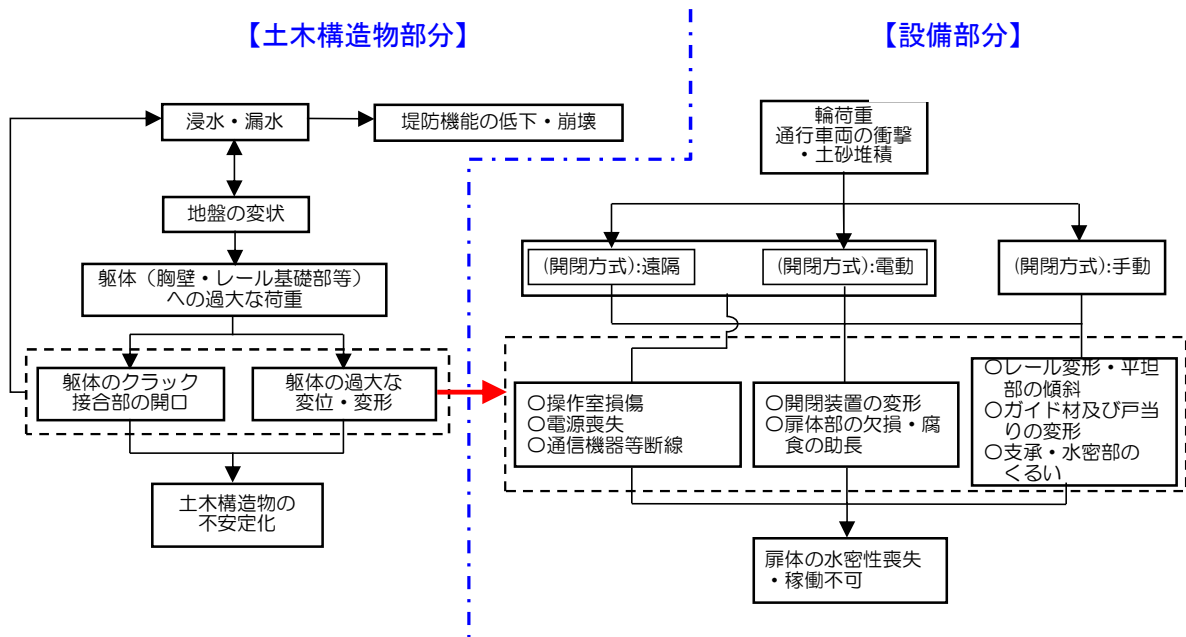 【土木構造物部分】
浸水・漏水
堤防機能の低下・崩壊
地盤の変状
躯体（胸壁・レール基礎部等）
への過大な荷重
躯体のクラック
接合部の開口
躯体の過大な
変位・変形
土木構造物の
不安定化
【設備部分】
輪荷重
通行車両の衝撃
・土砂堆積
(開閉方式):遠隔
(開閉方式):電動
(開閉方式):手動
○操作室損傷
○電源喪失
○通信機器等断線
○開閉装置の変形
○扉体部の欠損・腐
食の助長
○レール変形・平坦
部の傾斜
○ガイド材及び戸当
りの変形
○支承・水密部の
くるい
扉体の水密性喪失
・稼働不可